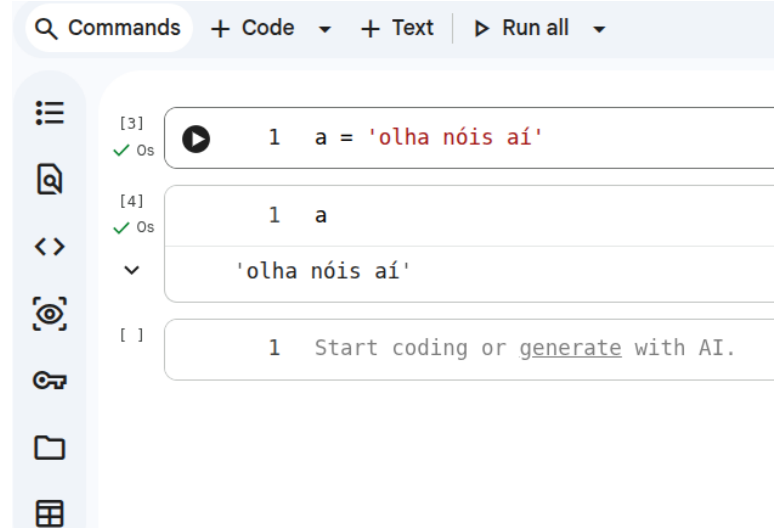 Commands + Code + Text Run all
[3]
0s
1 a = 'olha nóis aí'
[4]
0s
1 a
'olha nóis aí'
[ ]
1 Start coding or generate with AI.